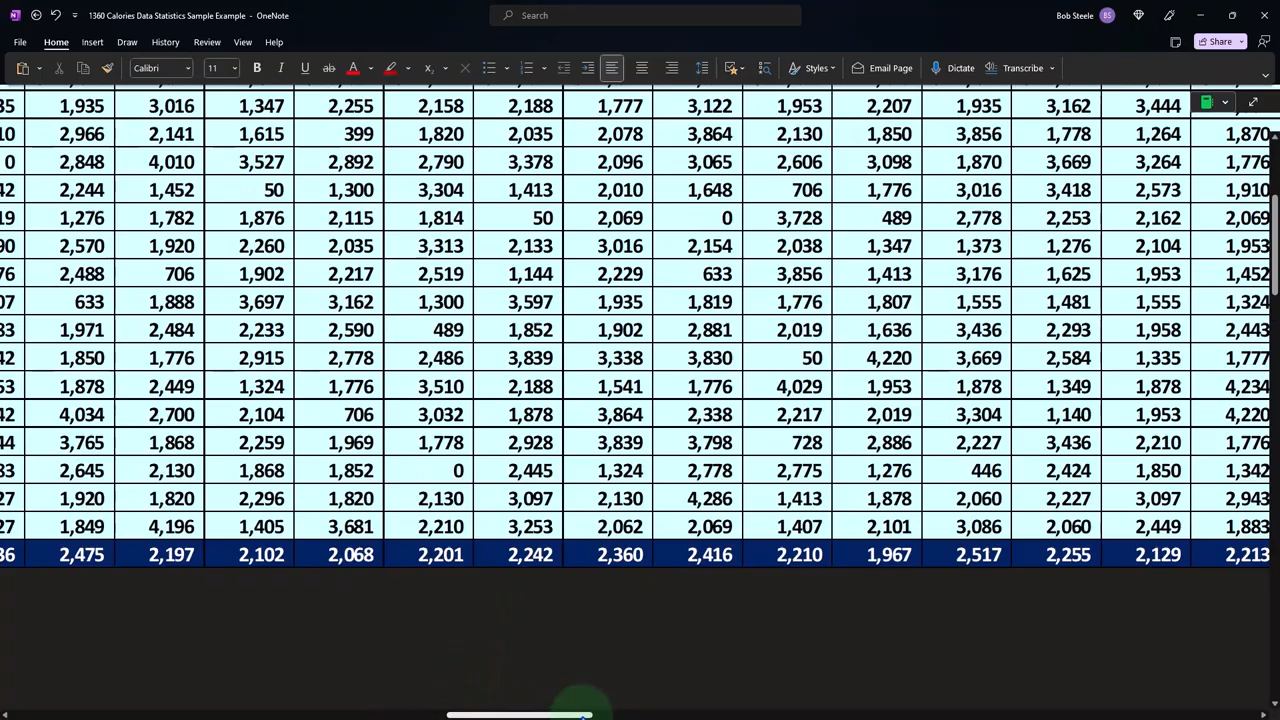 1360 Calories Data Statistics Sample Example - OneNote
Search
Bob Steele BS
File Home Insert Draw History Review View Help
Share
Calibri 11 B I U ab A x Styles Email Page Dictate Transcribe
35 1,935 3,016 1,347 2,255 2,158 2,188 1,777 3,122 1,953 2,207 1,935 3,162 3,444
10 2,966 2,141 1,615 399 1,820 2,035 2,078 3,864 2,130 1,850 3,856 1,778 1,264 1,870
0 2,848 4,010 3,527 2,892 2,790 3,378 2,096 3,065 2,606 3,098 1,870 3,669 3,264 1,776
42 2,244 1,452 50 1,300 3,304 1,413 2,010 1,648 706 1,776 3,016 3,418 2,573 1,910
19 1,276 1,782 1,876 2,115 1,814 50 2,069 0 3,728 489 2,778 2,253 2,162 2,069
90 2,570 1,920 2,260 2,035 3,313 2,133 3,016 2,154 2,038 1,347 1,373 1,276 2,104 1,953
76 2,488 706 1,902 2,217 2,519 1,144 2,229 633 3,856 1,413 3,176 1,625 1,953 1,452
07 633 1,888 3,697 3,162 1,300 3,597 1,935 1,819 1,776 1,807 1,555 1,481 1,555 1,324
33 1,971 2,484 2,233 2,590 489 1,852 1,902 2,881 2,019 1,636 3,436 2,293 1,958 2,443
42 1,850 1,776 2,915 2,778 2,486 3,839 3,338 3,830 50 4,220 3,669 2,584 1,335 1,777
53 1,878 2,449 1,324 1,776 3,510 2,188 1,541 1,776 4,029 1,953 1,878 1,349 1,878 4,234
42 4,034 2,700 2,104 706 3,032 1,878 3,864 2,338 2,217 2,019 3,304 1,140 1,953 4,220
44 3,765 1,868 2,259 1,969 1,778 2,928 3,839 3,798 728 2,886 2,227 3,436 2,210 1,776
33 2,645 2,130 1,868 1,852 0 2,445 1,324 2,778 2,775 1,276 446 2,424 1,850 1,342
27 1,920 1,820 2,296 1,820 2,130 3,097 2,130 4,286 1,413 1,878 2,060 2,227 3,097 2,943
27 1,849 4,196 1,405 3,681 2,210 3,253 2,062 2,069 1,407 2,101 3,086 2,060 2,449 1,883
36 2,475 2,197 2,102 2,068 2,201 2,242 2,360 2,416 2,210 1,967 2,517 2,255 2,129 2,213